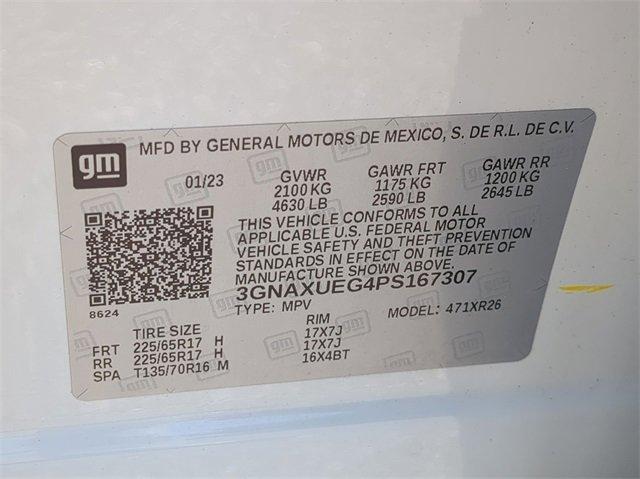 gm
MFD BY GENERAL MOTORS DE MEXICO, S. DE R.L. DE C.V.
01/23 GVWR GAWR FRT GAWR RR
2100 KG 1175 KG 1200 KG
4630 LB 2590 LB 2645 LB
THIS VEHICLE CONFORMS TO ALL
APPLICABLE U.S. FEDERAL MOTOR
VEHICLE SAFETY AND THEFT PREVENTION
STANDARDS IN EFFECT ON THE DATE OF
MANUFACTURE SHOWN ABOVE.
3GNAXUEG4PS167307
8624
TYPE: MPV MODEL: 471XR26
TIRE SIZE RIM
FRT 225/65R17 H 17X7J
RR 225/65R17 H 17X7J
SPA T135/70R16 M 16X4BT